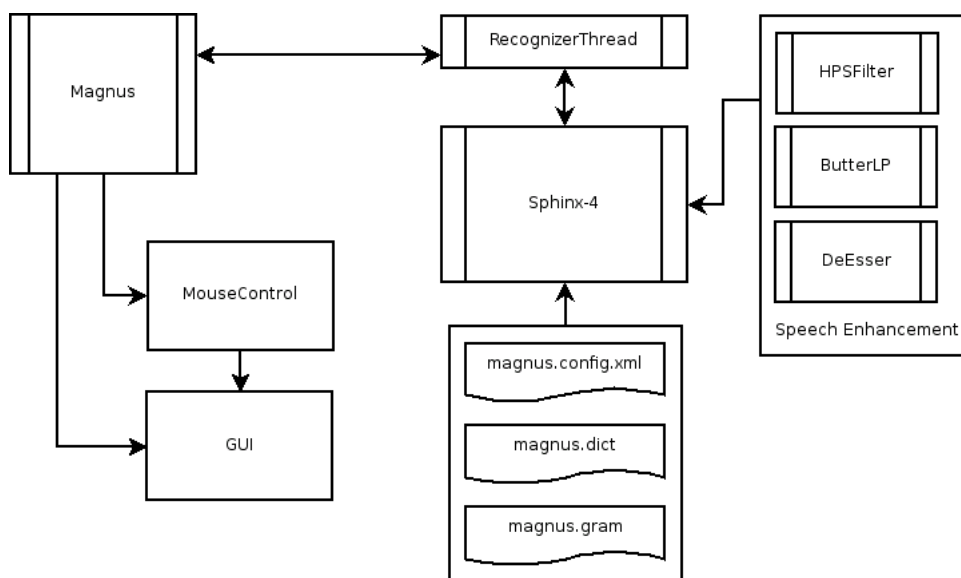 RecognizerThread
HPSFilter
Magnus
ButterLP
Sphinx-4
DeEsser
MouseControl
Speech Enhancement
magnus.config.xml
GUI
magnus.dict
magnus.gram